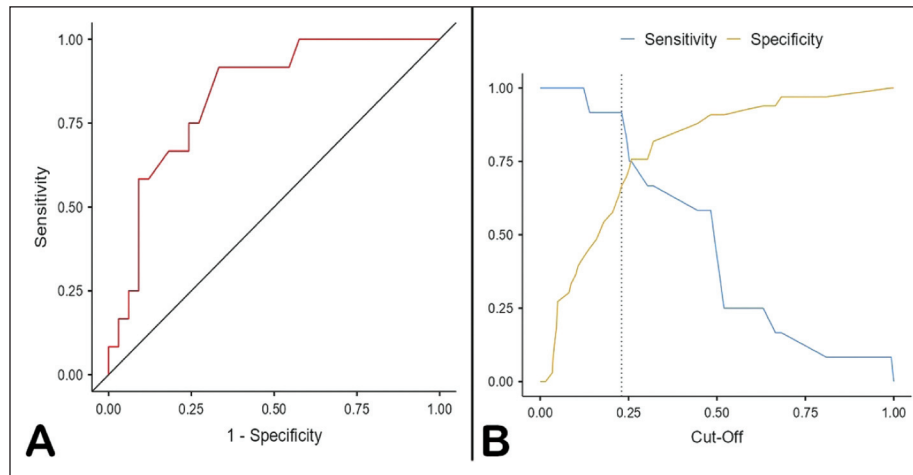 1.00
0.75
0.50
0.25
0.00
Sensitivity
0.00 0.25 0.50 0.75 1.00
1 - Specificity
A
Sensitivity Specificity
1.00
0.75
0.50
0.25
0.00
0.00 0.25 0.50 0.75 1.00
Cut-Off
B